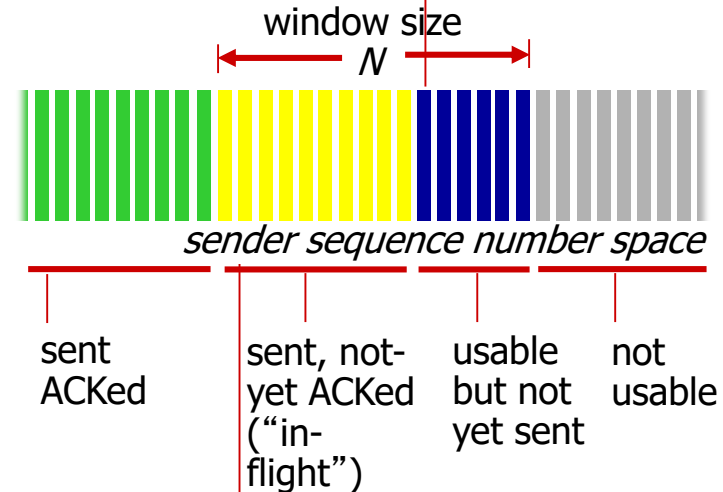 window size
N
sender sequence number space
sent
ACKed
sent, not-
yet ACKed
(“in-
flight”)
usable
but not
yet sent
not
usable